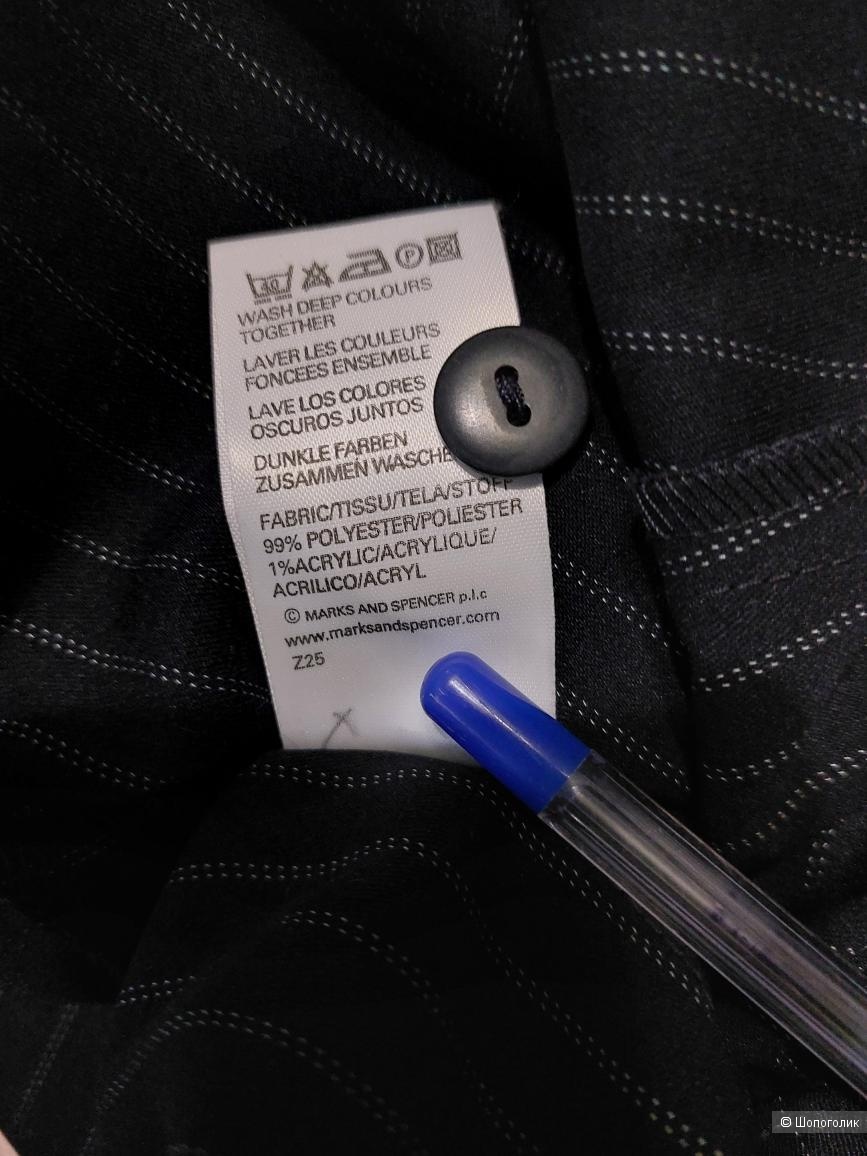 30
P
WASH DEEP COLOURS
TOGETHER
LAVER LES COULEURS
FONCEES ENSEMBLE
LAVE LOS COLORES
OSCUROS JUNTOS
DUNKLE FARBEN
ZUSAMMEN WASCHE
FABRIC/TISSU/TELA/STOFF
99% POLYESTER/POLIESTER
1%ACRYLIC/ACRYLIQUE/
ACRILICO/ACRYL
© MARKS AND SPENCER p.l.c
www.marksandspencer.com
Z25
© Шопоголик